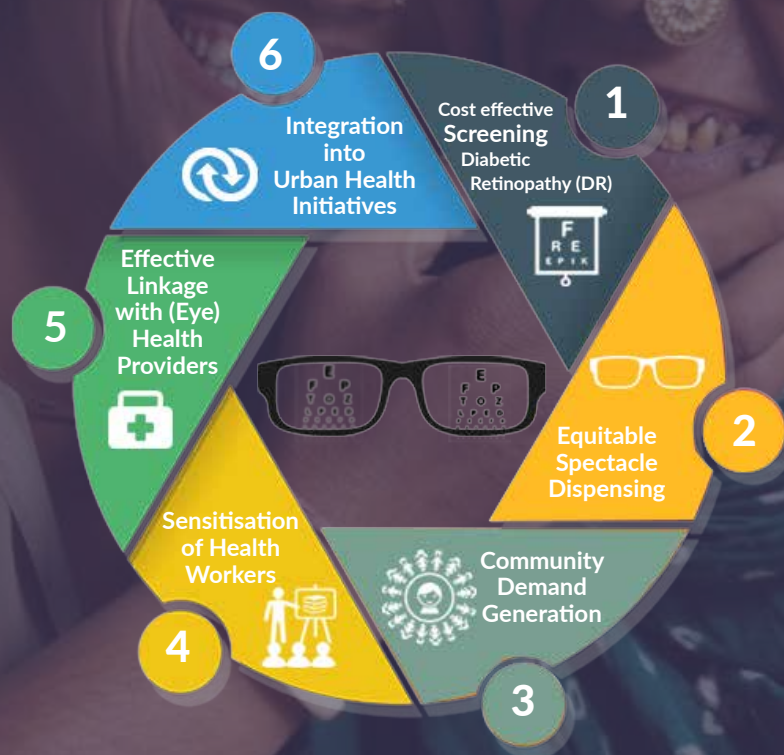 1
Cost effective
Screening
Diabetic
Retinopathy (DR)
F
R E
E P I X
2
Equitable
Spectacle
Dispensing
3
Community
Demand
Generation
4
Sensitisation
of Health
Workers
5
Effective
Linkage
with (Eye)
Health
Providers
6
Integration
into
Urban Health
Initiatives
E
F P
T O Z
L P E D
E
F P
T O Z
L P E D